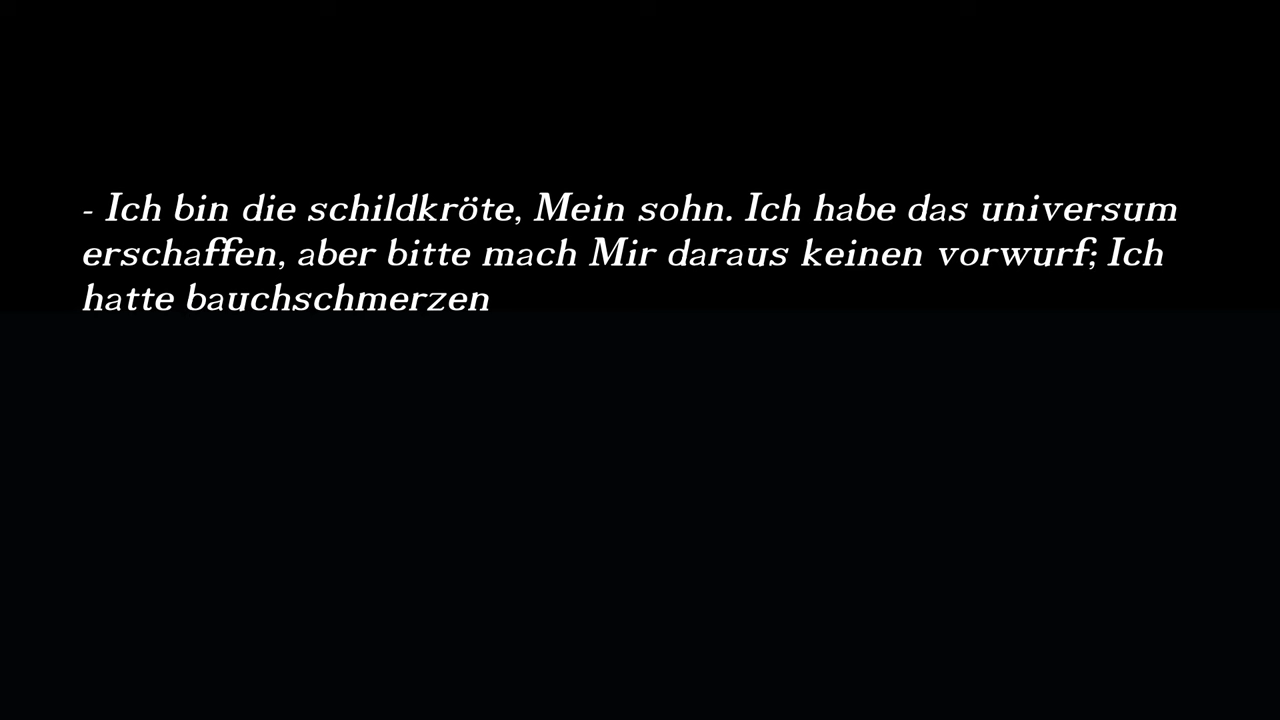 - Ich bin die schildkröte, Mein sohn. Ich habe das universum
erschaffen, aber bitte mach Mir daraus keinen vorwurf; Ich
hatte bauchschmerzen